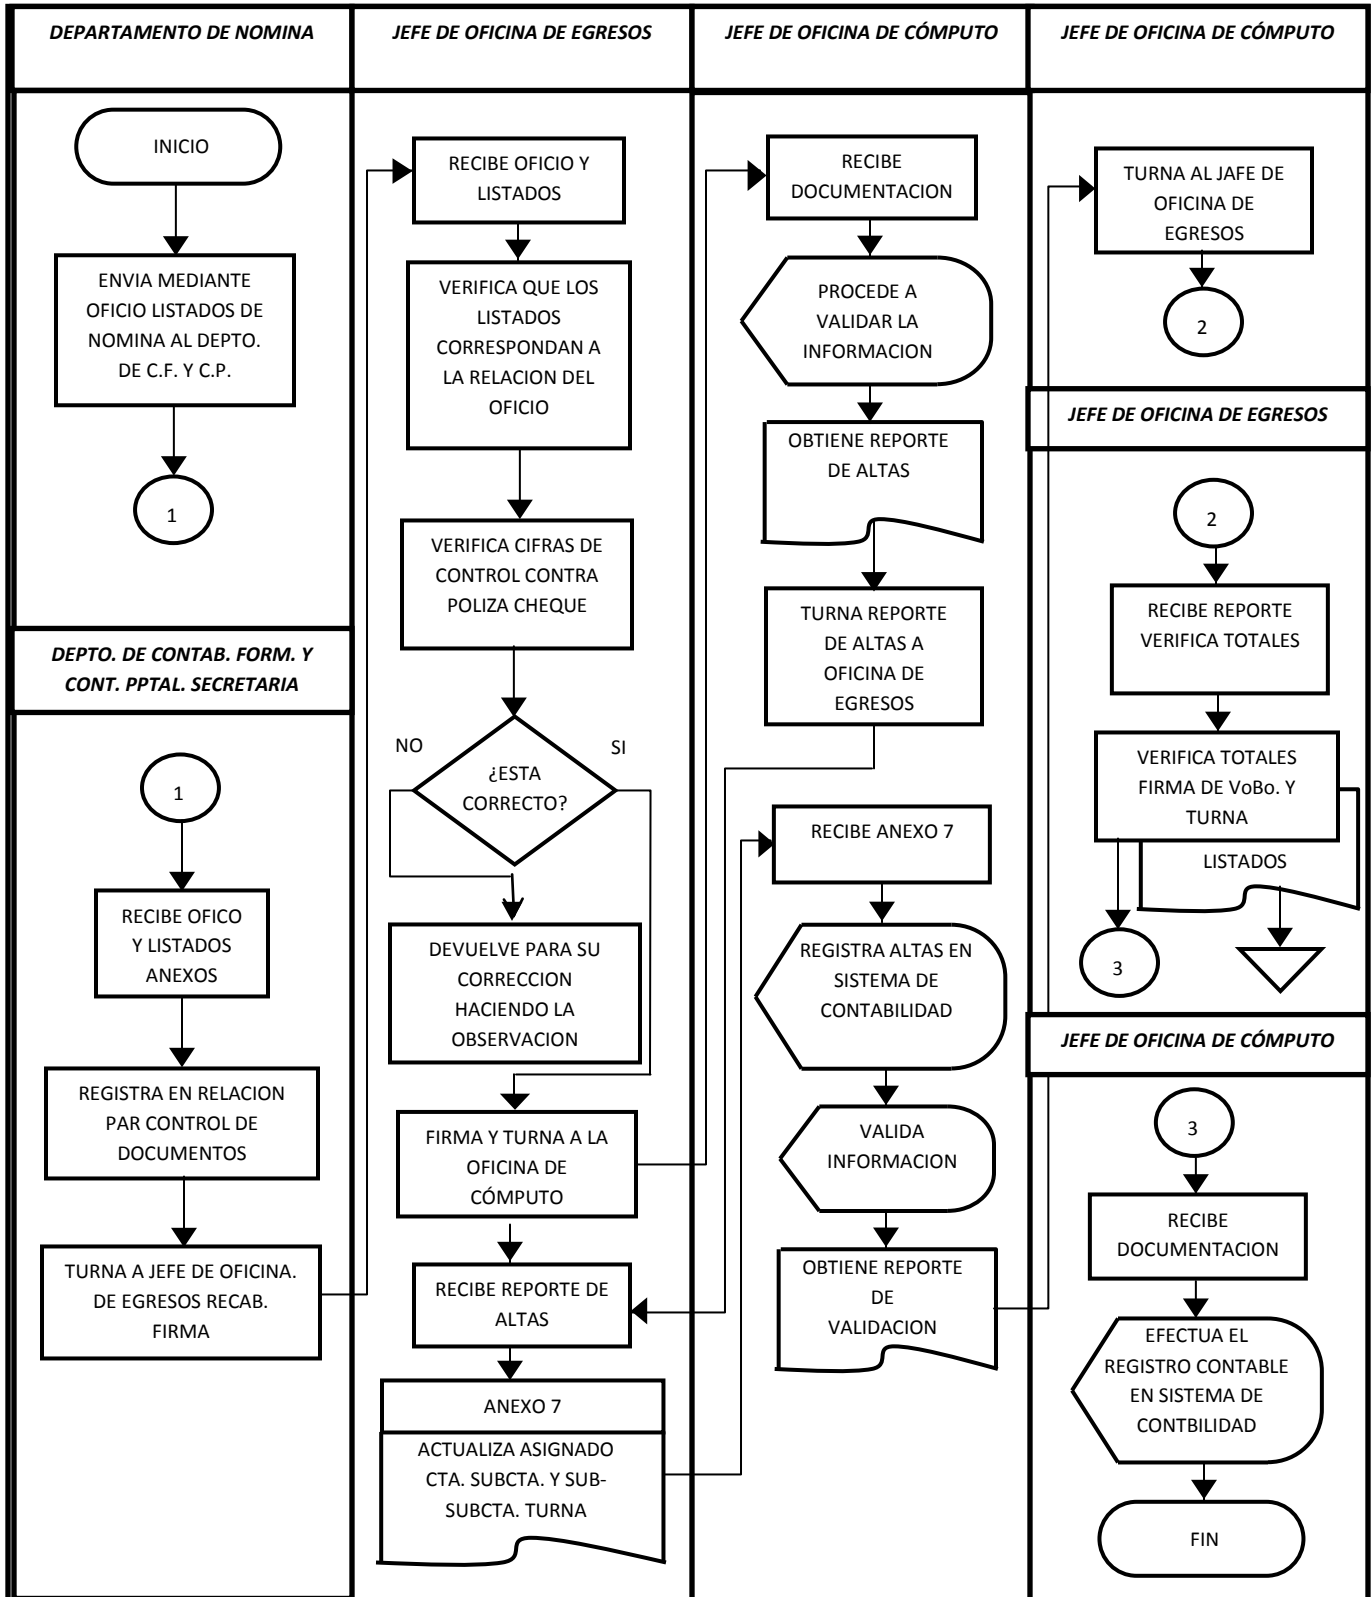 DEPARTAMENTO DE NOMINA
INICIO
ENVIA MEDIANTE
OFICIO LISTADOS DE
NOMINA AL DEPTO.
DE C.F. Y C.P.
1
DEPTO. DE CONTAB. FORM. Y
CONT. PPTAL. SECRETARIA
1
RECIBE OFICO
Y LISTADOS
ANEXOS
REGISTRA EN RELACION
PAR CONTROL DE
DOCUMENTOS
TURNA A JEFE DE OFICINA.
DE EGRESOS RECAB.
FIRMA
JEFE DE OFICINA DE EGRESOS
RECIBE OFICIO Y
LISTADOS
VERIFICA QUE LOS
LISTADOS
CORRESPONDAN A
LA RELACION DEL
OFICIO
VERIFICA CIFRAS DE
CONTROL CONTRA
POLIZA CHEQUE
NO
SI
¿ESTA
CORRECTO?
DEVUELVE PARA SU
CORRECCION
HACIENDO LA
OBSERVACION
FIRMA Y TURNA A LA
OFICINA DE
CÓMPUTO
RECIBE REPORTE DE
ALTAS
ANEXO 7
ACTUALIZA ASIGNADO
CTA. SUBCTA. Y SUB-
SUBCTA. TURNA
JEFE DE OFICINA DE CÓMPUTO
RECIBE
DOCUMENTACION
PROCEDE A
VALIDAR LA
INFORMACION
OBTIENE REPORTE
DE ALTAS
TURNA REPORTE
DE ALTAS A
OFICINA DE
EGRESOS
RECIBE ANEXO 7
REGISTRA ALTAS EN
SISTEMA DE
CONTABILIDAD
VALIDA
INFORMACION
OBTIENE REPORTE
DE
VALIDACION
JEFE DE OFICINA DE CÓMPUTO
TURNA AL JAFE DE
OFICINA DE
EGRESOS
2
JEFE DE OFICINA DE EGRESOS
2
RECIBE REPORTE
VERIFICA TOTALES
VERIFICA TOTALES
FIRMA DE VoBo. Y
TURNA
LISTADOS
3
JEFE DE OFICINA DE CÓMPUTO
3
RECIBE
DOCUMENTACION
EFECTUA EL
REGISTRO CONTABLE
EN SISTEMA DE
CONTBILIDAD
FIN